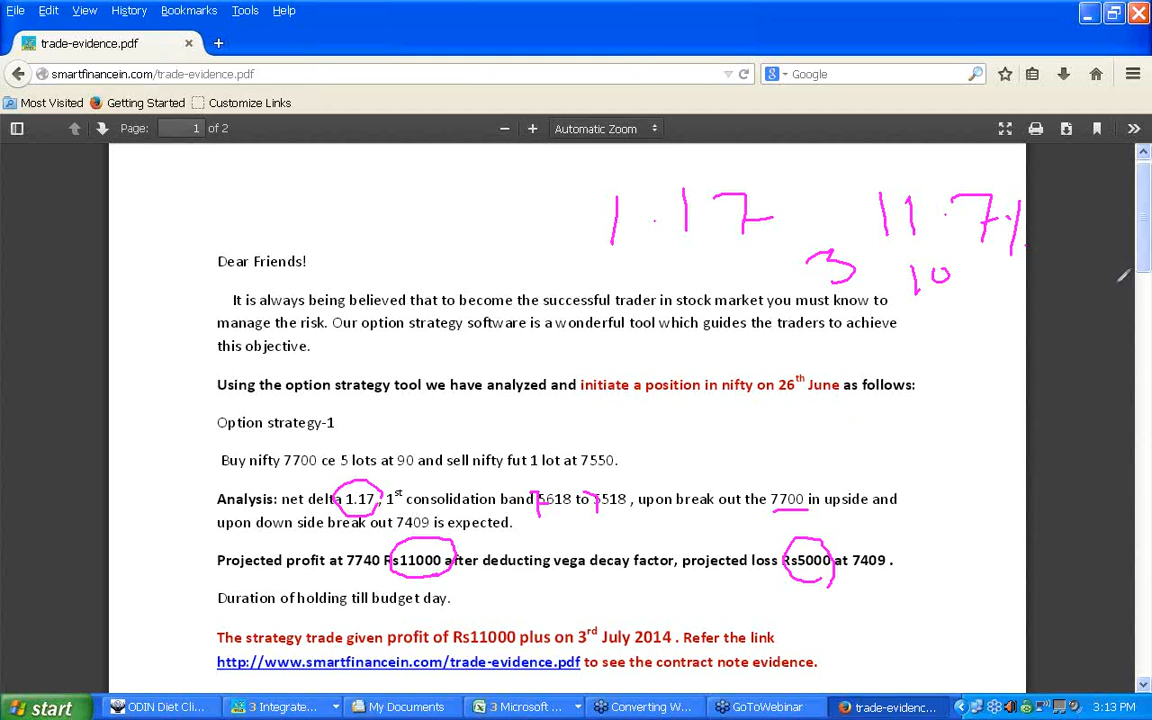 File Edit View History Bookmarks Tools Help
trade-evidence.pdf
smartfinancein.com/trade-evidence.pdf Google
Most Visited Getting Started Customize Links
Page: 1 of 2 Automatic Zoom
1.17 11.7%
3 10
Dear Friends!
It is always being believed that to become the successful trader in stock market you must know to
manage the risk. Our option strategy software is a wonderful tool which guides the traders to achieve
this objective.
Using the option strategy tool we have analyzed and initiate a position in nifty on 26th June as follows:
Option strategy-1
Buy nifty 7700 ce 5 lots at 90 and sell nifty fut 1 lot at 7550.
Analysis: net delta 1.17, 1st consolidation band 5618 to 5518 , upon break out the 7700 in upside and
upon down side break out 7409 is expected.
Projected profit at 7740 Rs11000 after deducting vega decay factor, projected loss Rs5000 at 7409 .
Duration of holding till budget day.
The strategy trade given profit of Rs11000 plus on 3rd July 2014 . Refer the link
http://www.smartfinancein.com/trade-evidence.pdf to see the contract note evidence.
start ODIN Diet Cli... 3 Integrate... My Documents 3 Microsoft ... Converting W... GoToWebinar trade-evidenc... 3:13 PM